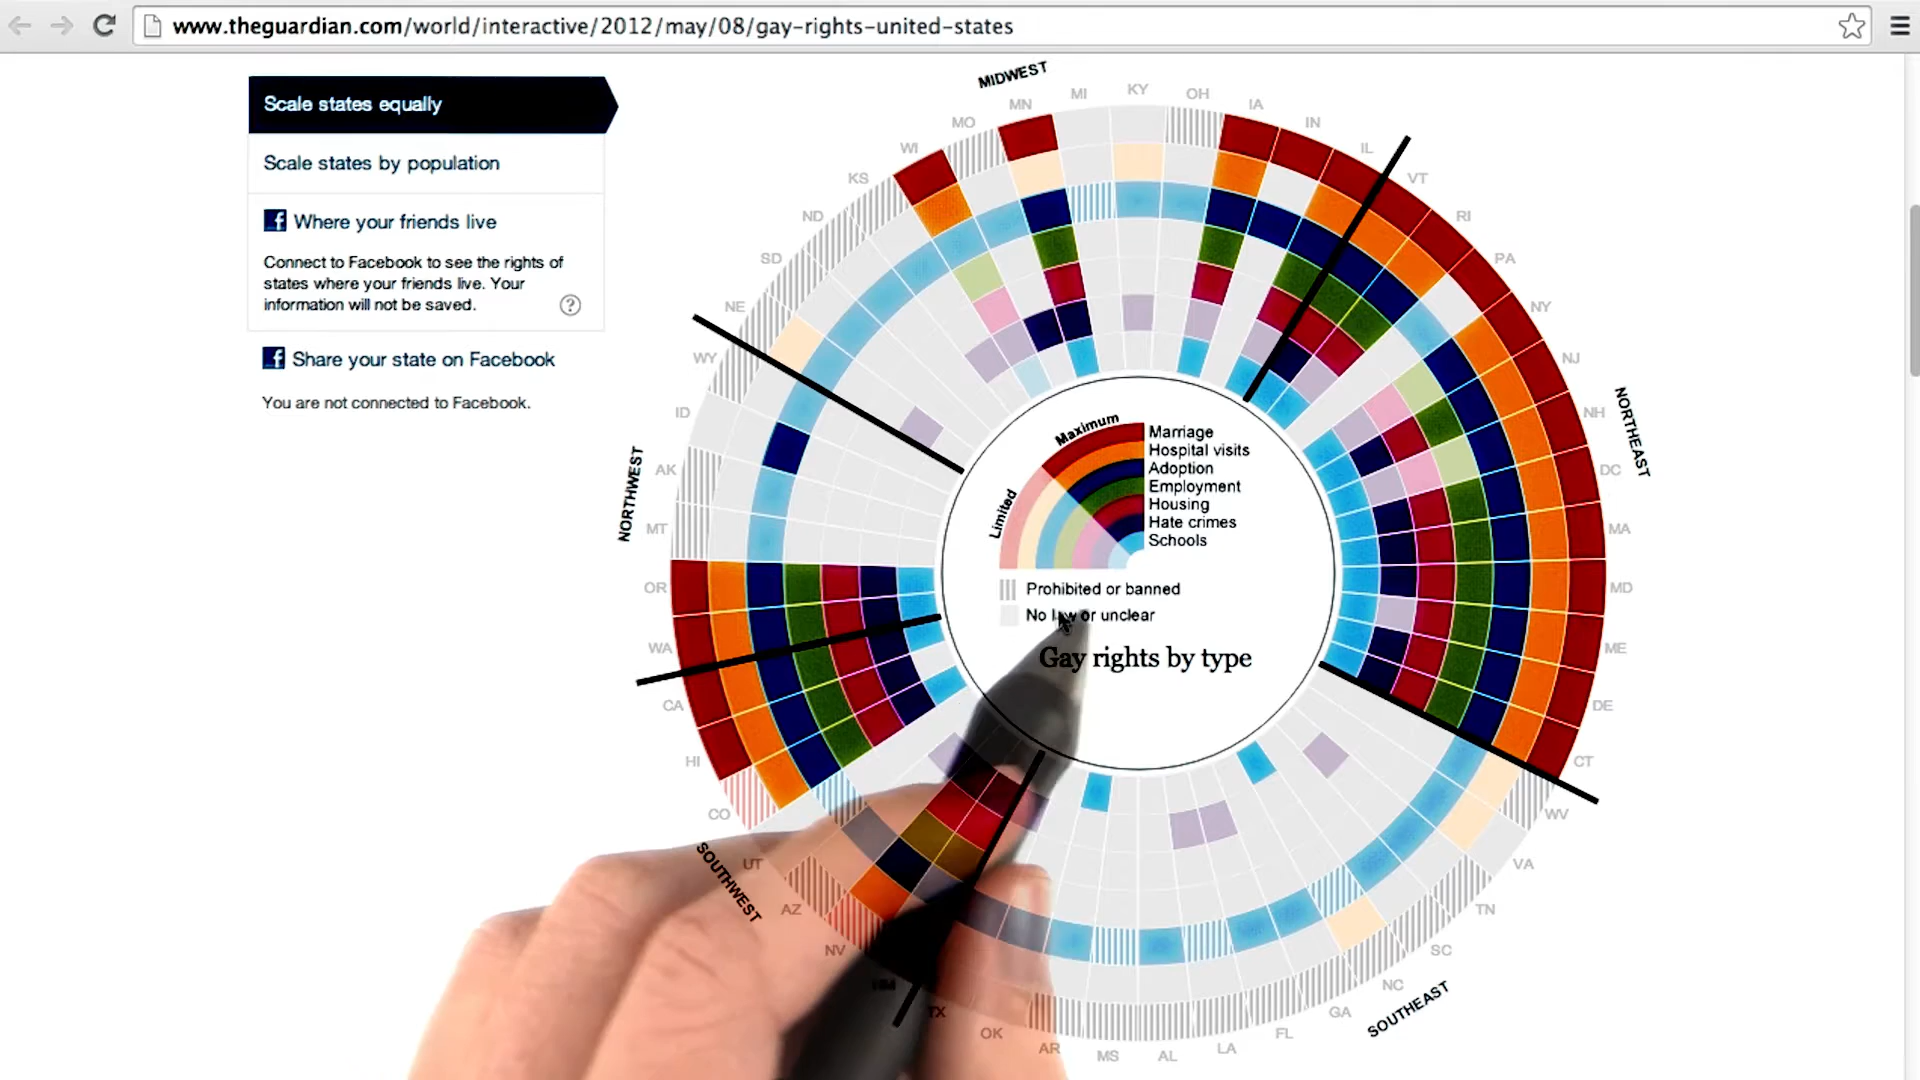 www.theguardian.com/world/interactive/2012/may/08/gay-rights-united-states
Scale states equally
Scale states by population
f Where your friends live
Connect to Facebook to see the rights of
states where your friends live. Your
information will not be saved.
?
f Share your state on Facebook
You are not connected to Facebook.
MIDWEST
NE
SD
ND
KS
WI
MO
MN
MI
KY
OH
IA
IN
IL
NORTHEAST
VT
RI
PA
NY
NJ
NH
DC
MA
MD
ME
DE
CT
SOUTHEAST
WV
VA
TN
SC
NC
GA
FL
LA
AL
MS
AR
OK
TX
SOUTHWEST
NM
NV
AZ
UT
CO
HI
CA
NORTHWEST
WA
OR
MT
AK
ID
WY
Maximum
Limited
Marriage
Hospital visits
Adoption
Employment
Housing
Hate crimes
Schools
Prohibited or banned
No law or unclear
Gay rights by type